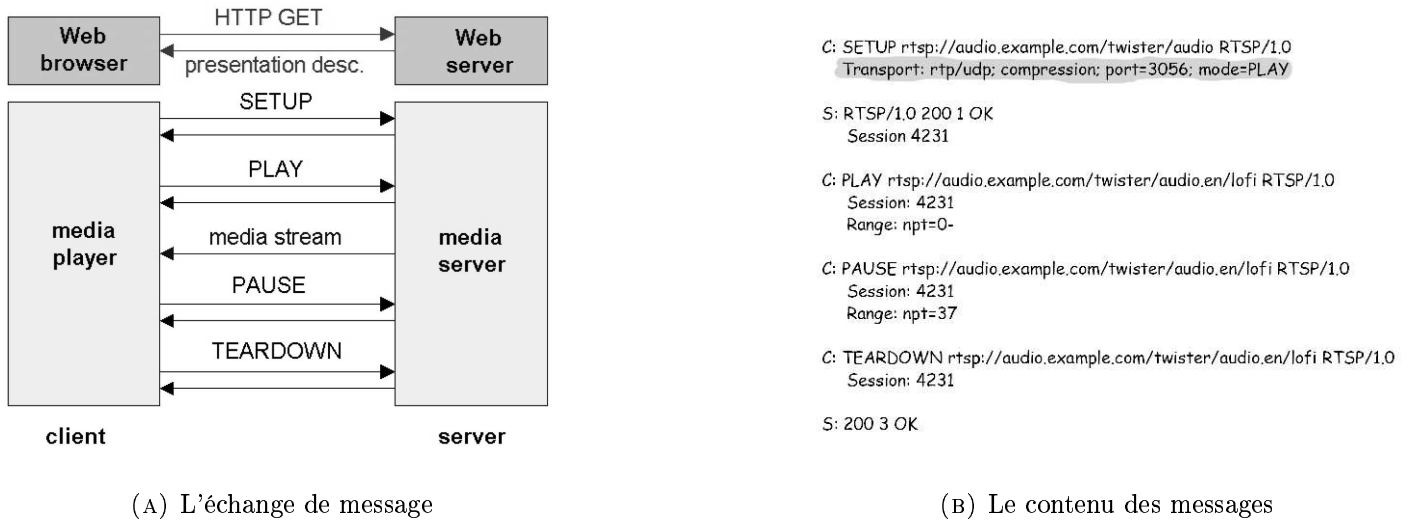 HTTP GET
Web browser
Web server
presentation desc.
SETUP
PLAY
media player
media stream
media server
PAUSE
TEARDOWN
client
server
(A) L'échange de message
C: SETUP rtsp://audio.example.com/twister/audio RTSP/1.0
Transport: rtp/udp; compression; port=3056; mode=PLAY
S: RTSP/1.0 200 1 OK
Session 4231
C: PLAY rtsp://audio.example.com/twister/audio.en/lofi RTSP/1.0
Session: 4231
Range: npt=0-
C: PAUSE rtsp://audio.example.com/twister/audio.en/lofi RTSP/1.0
Session: 4231
Range: npt=37
C: TEARDOWN rtsp://audio.example.com/twister/audio.en/lofi RTSP/1.0
Session: 4231
S: 200 3 OK
(B) Le contenu des messages